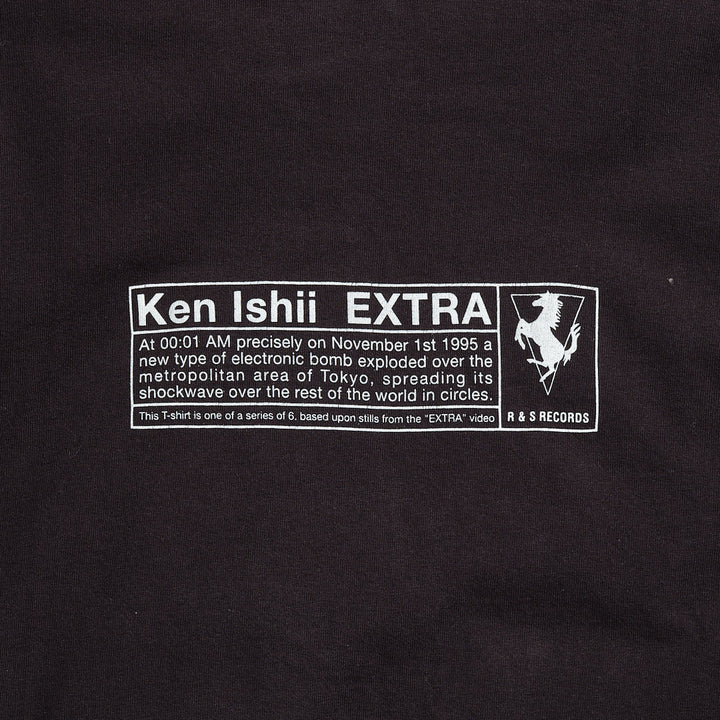 Ken Ishii EXTRA
At 00:01 AM precisely on November 1st 1995 a
new type of electronic bomb exploded over the
metropolitan area of Tokyo, spreading its
shockwave over the rest of the world in circles.
This T-shirt is one of a series of 6, based upon stills from the "EXTRA" video
R & S RECORDS